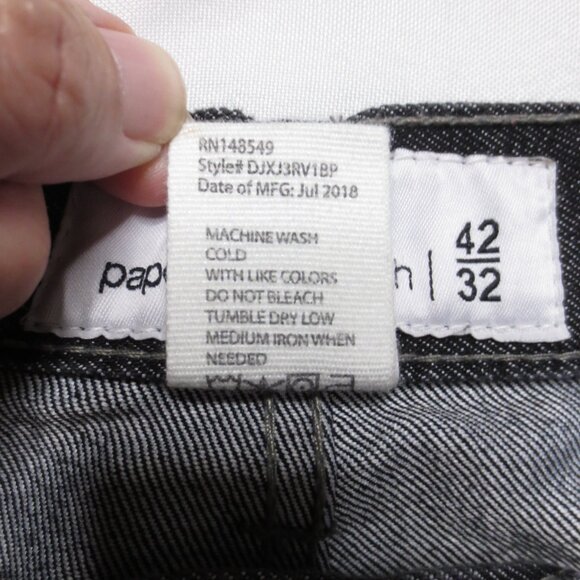 RN148549
Style# DJXJ3RV1BP
Date of MFG: Jul 2018
MACHINE WASH
COLD
WITH LIKE COLORS
DO NOT BLEACH
TUMBLE DRY LOW
MEDIUM IRON WHEN
NEEDED
42
32